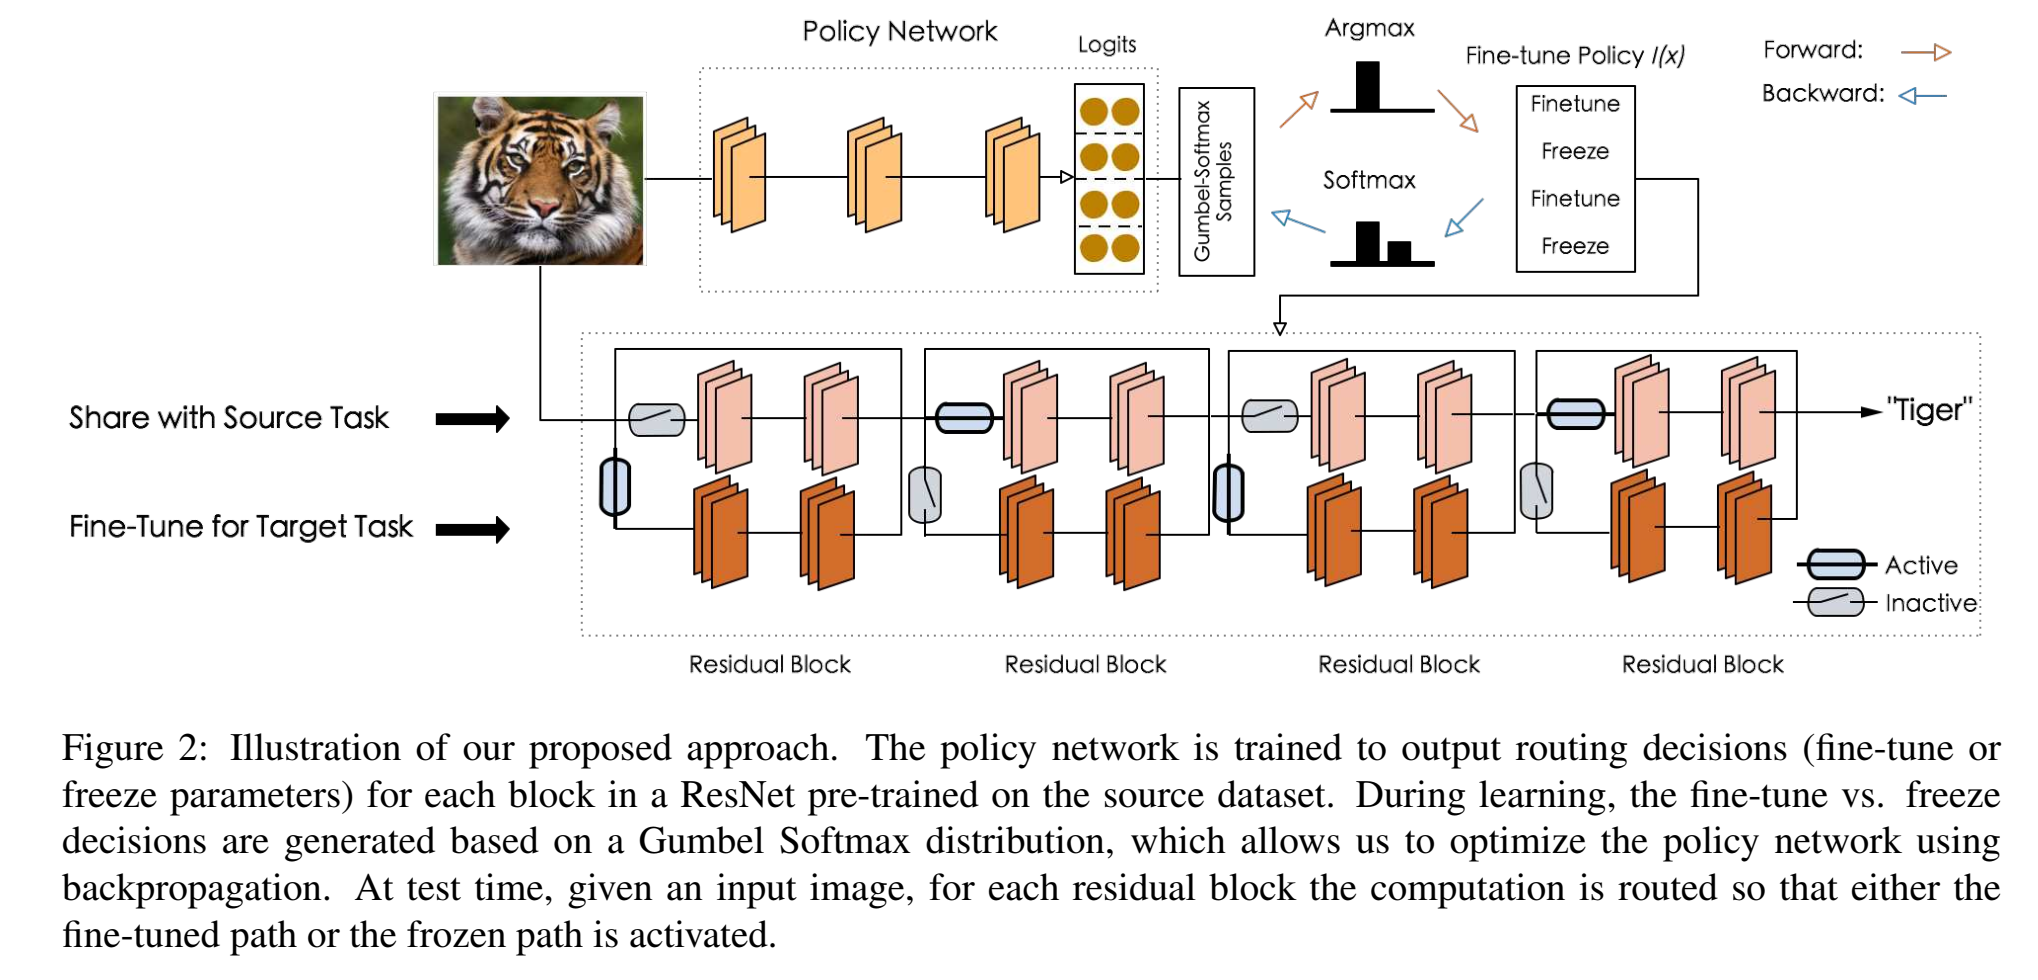 Policy Network
Logits
Argmax
Fine-tune Policy I(x)
Forward:
Backward:
Gumbel-Softmax
Samples
Softmax
Finetune
Freeze
Finetune
Freeze
Share with Source Task
"Tiger"
Fine-Tune for Target Task
Active
Inactive
Residual Block
Residual Block
Residual Block
Residual Block
Figure 2: Illustration of our proposed approach. The policy network is trained to output routing decisions (fine-tune or
freeze parameters) for each block in a ResNet pre-trained on the source dataset. During learning, the fine-tune vs. freeze
decisions are generated based on a Gumbel Softmax distribution, which allows us to optimize the policy network using
backpropagation. At test time, given an input image, for each residual block the computation is routed so that either the
fine-tuned path or the frozen path is activated.